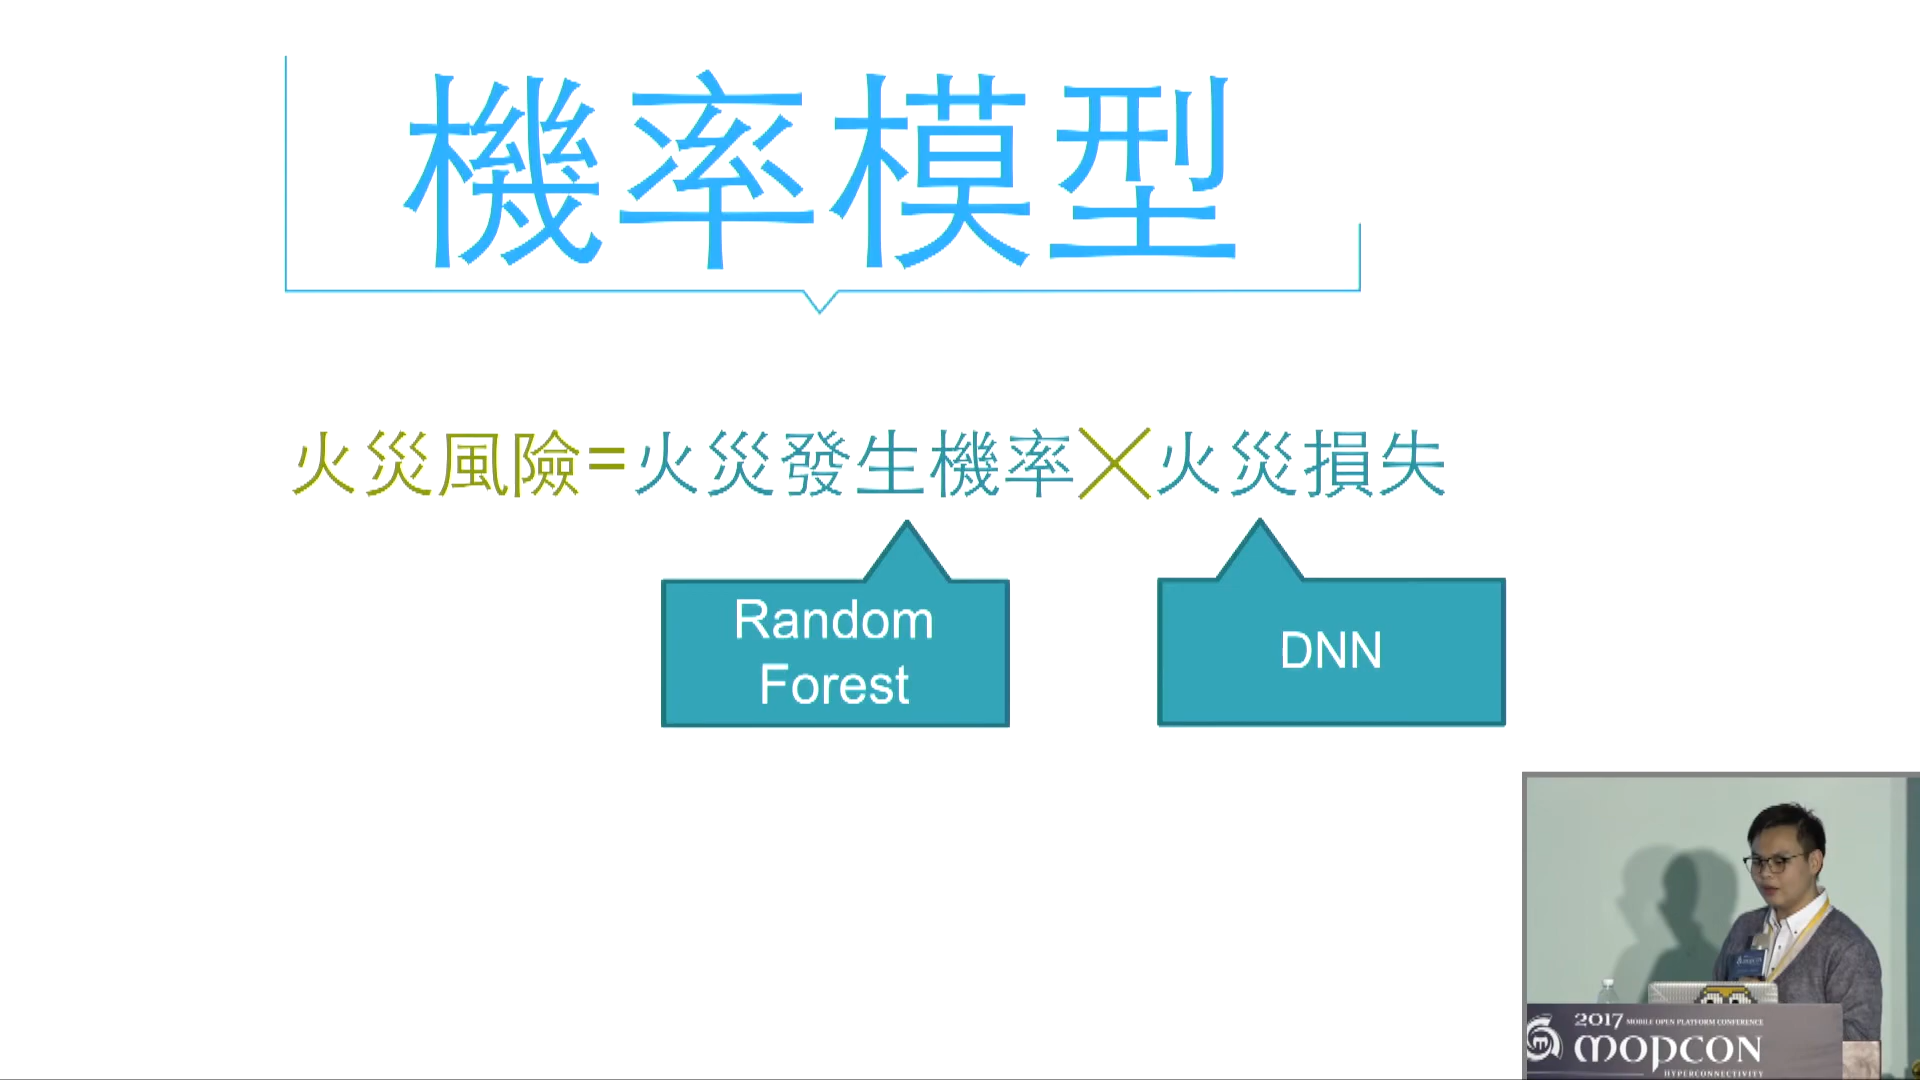 機率模型
火災風險=火災發生機率╳火災損失
Random
Forest
DNN
2017 MOBILE OPEN PLATFORM CONFERENCE
MOPCON
HYPERCONNECTIVITY